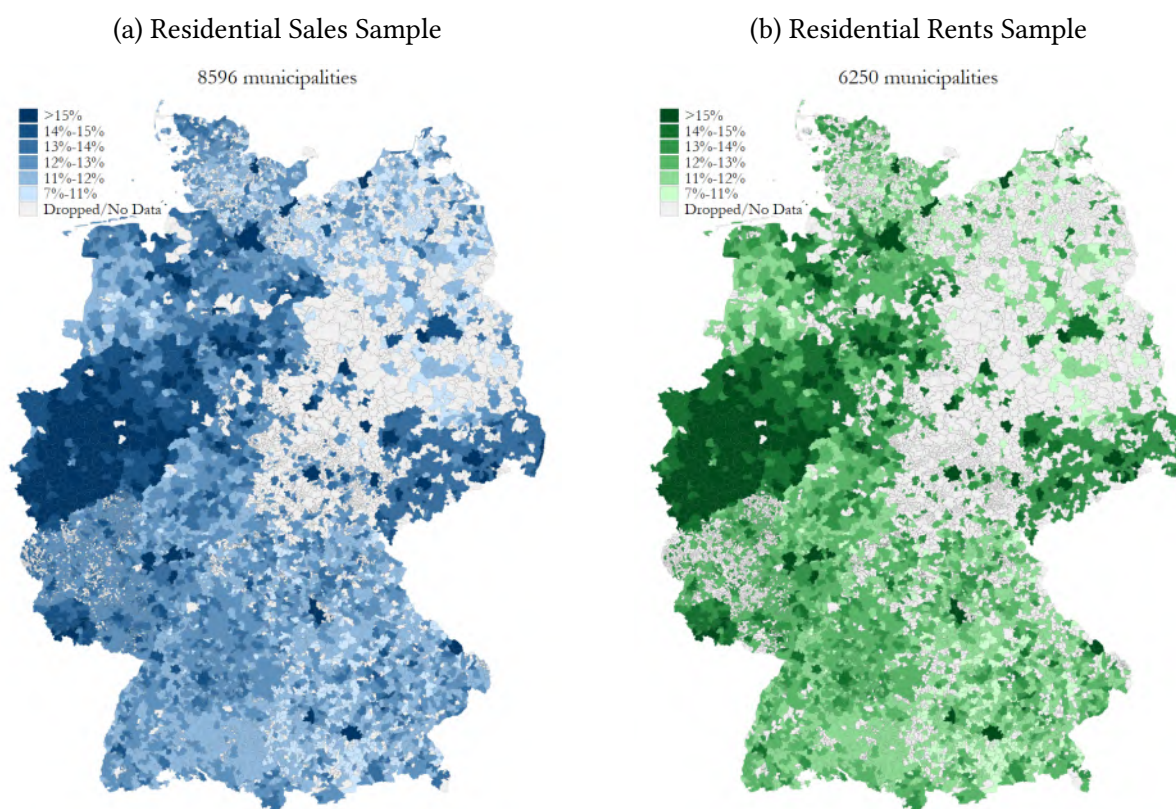 (a) Residential Sales Sample
8596 municipalities
>15%
14%-15%
13%-14%
12%-13%
11%-12%
7%-11%
Dropped/No Data
(b) Residential Rents Sample
6250 municipalities
>15%
14%-15%
13%-14%
12%-13%
11%-12%
7%-11%
Dropped/No Data